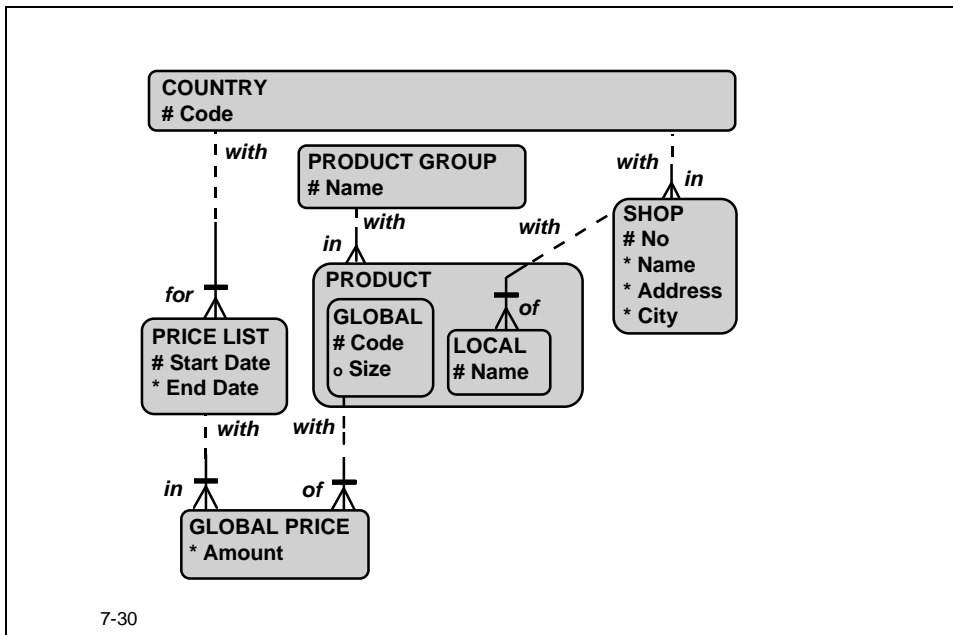 COUNTRY
# Code
with
with
in
PRODUCT GROUP
# Name
with
in
with
SHOP
# No
* Name
* Address
* City
PRODUCT
GLOBAL
# Code
o Size
of
LOCAL
# Name
for
PRICE LIST
# Start Date
* End Date
with
with
in
of
GLOBAL PRICE
* Amount
7-30